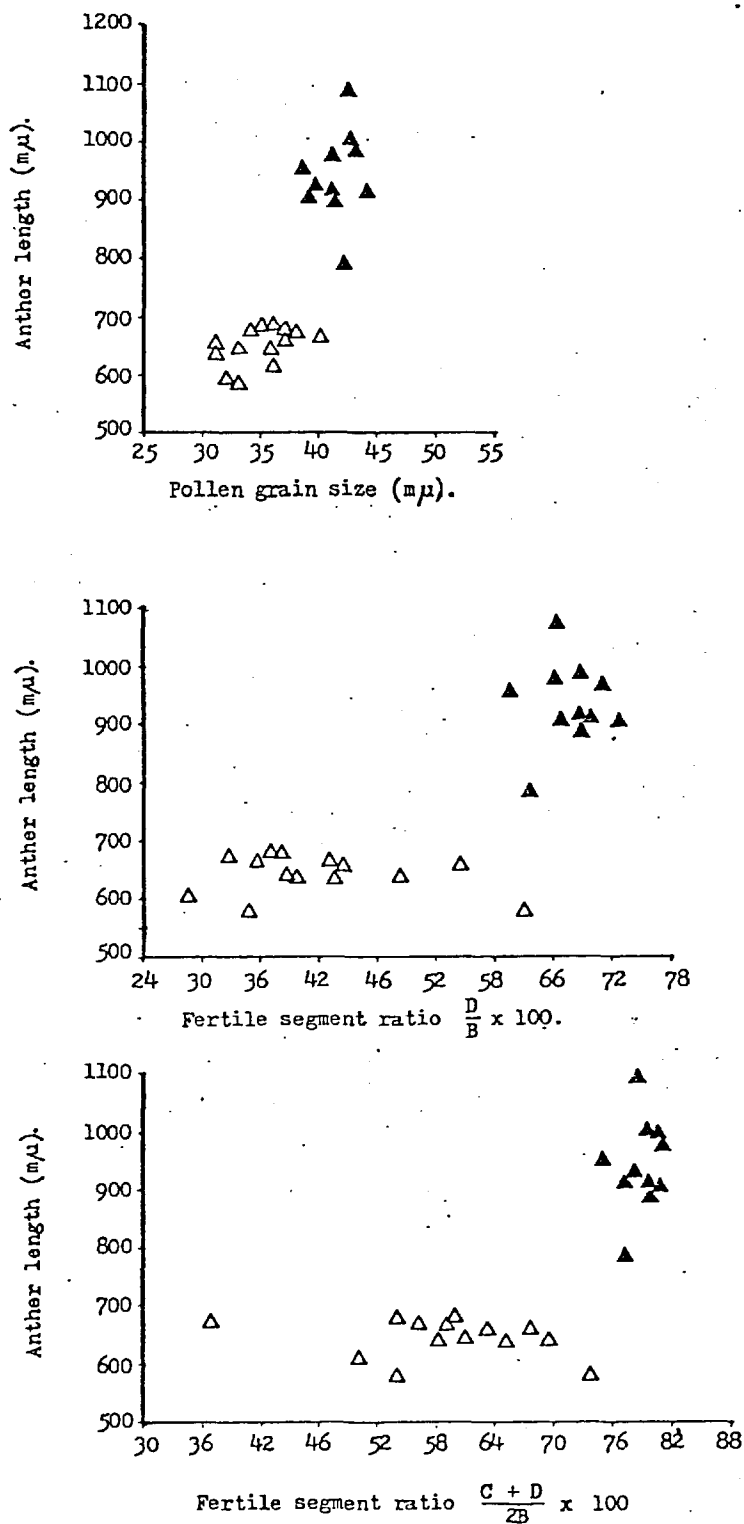 1200
1100
1000
900
800
700
600
500
Anther length (m𝜇).
25 30 35 40 45 50 55
Pollen grain size (m𝜇).
1100
1000
900
800
700
600
500
Anther length (m𝜇).
24 30 36 42 46 52 58 66 72 78
Fertile segment ratio D/B x 100.
1100
1000
900
800
700
600
500
Anther length (m𝜇).
30 36 42 46 52 58 64 70 76 82 88
Fertile segment ratio C + D/2B x 100